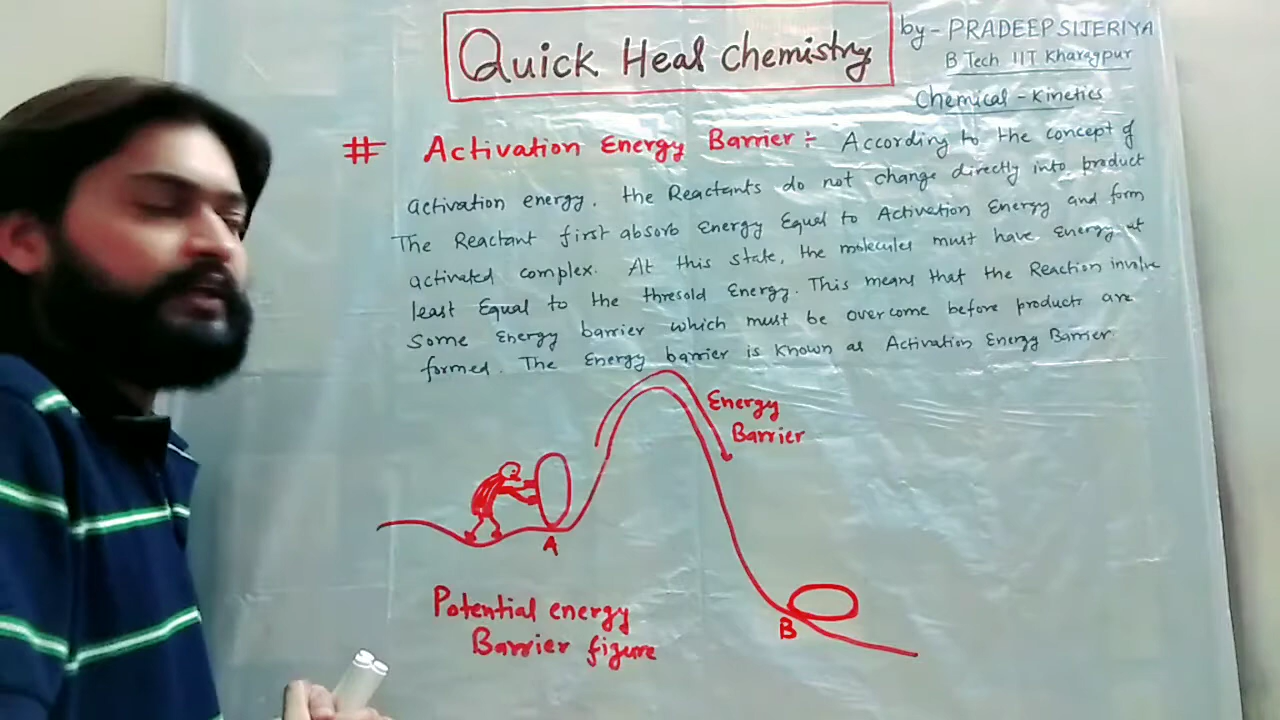 Quick Heal Chemistry
by- PRADEEP SIJERIYA
B Tech IIT Kharagpur
Chemical - Kinetics
# Activation Energy Barrier :- According to the concept of
activation energy. the Reactants do not change directly into product
The Reactant first absorb Energy Equal to Activation Energy and form
activated complex. At this state, the molecules must have Energy at
least Equal to the thresold Energy. This means that the Reaction involve
Some Energy barrier which must be overcome before products are
formed. The Energy barrier is known as Activation Energy Barrier.
Energy
Barrier
A
B
Potential energy
Barrier figure